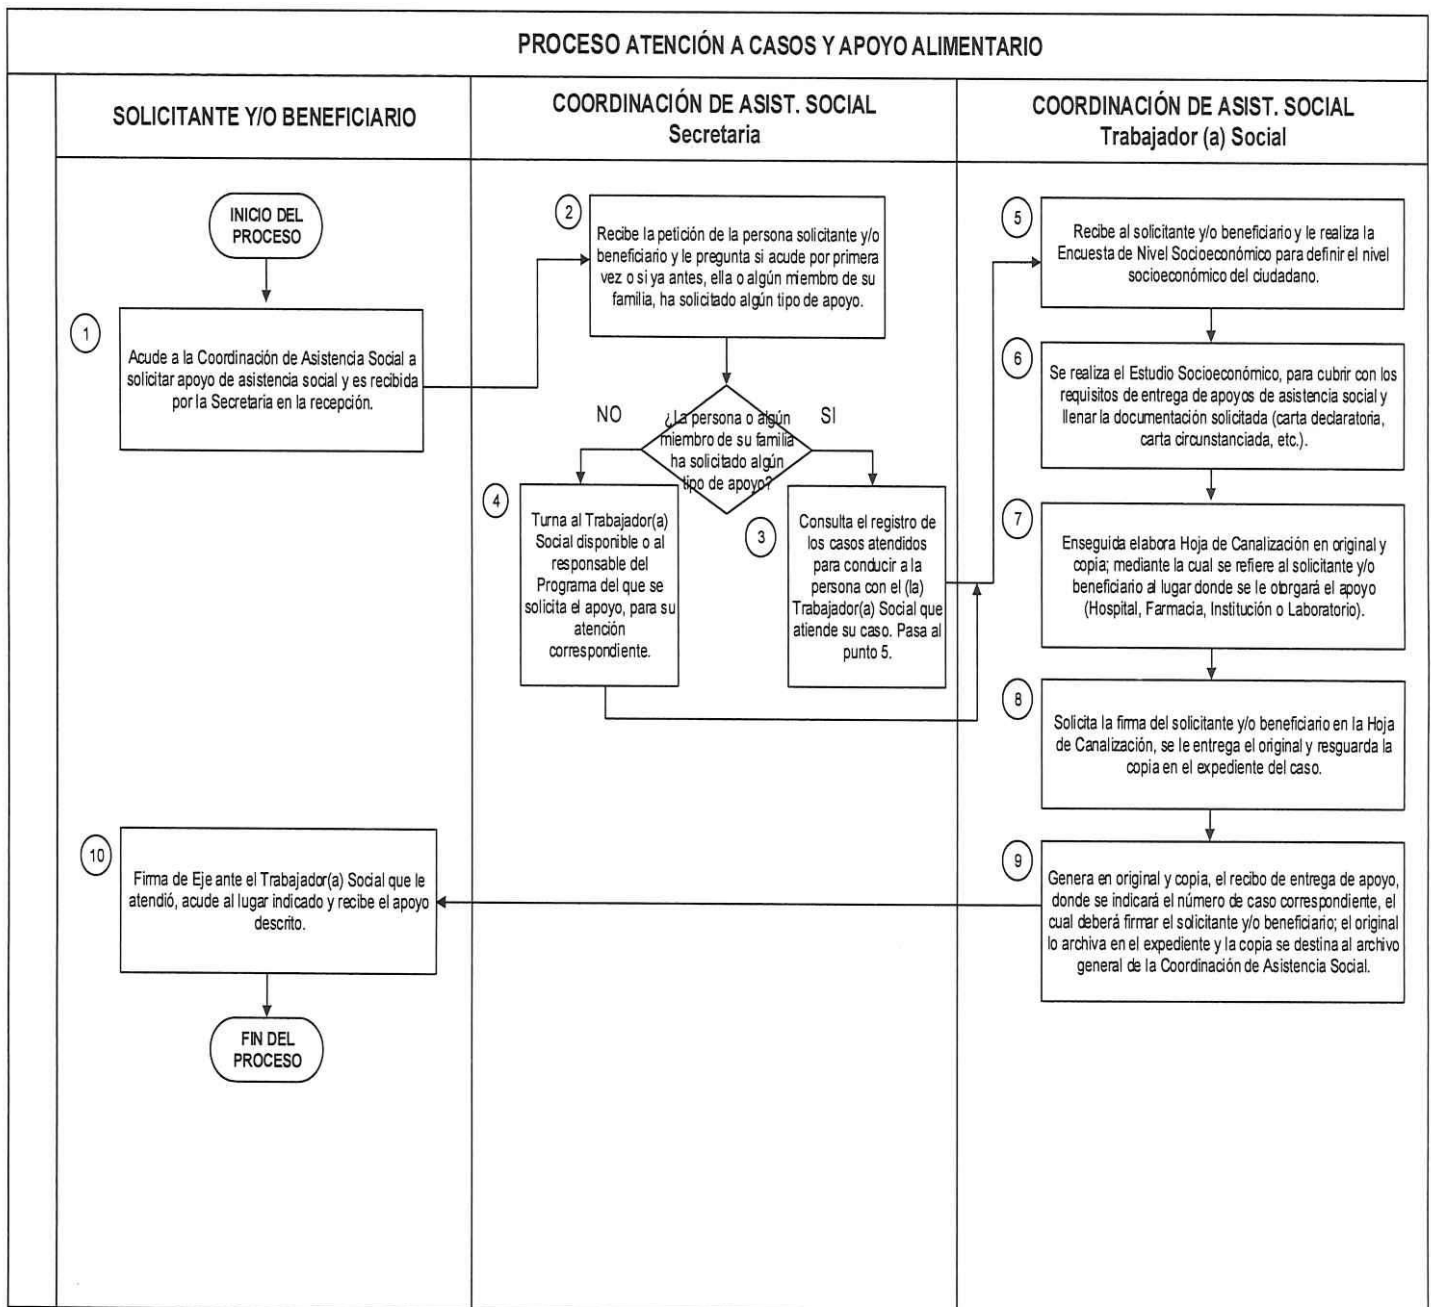 PROCESO ATENCIÓN A CASOS Y APOYO ALIMENTARIO
SOLICITANTE Y/O BENEFICIARIO
COORDINACIÓN DE ASIST. SOCIAL
Secretaria
COORDINACIÓN DE ASIST. SOCIAL
Trabajador (a) Social
INICIO DEL
PROCESO
1
Acude a la Coordinación de Asistencia Social a
solicitar apoyo de asistencia social y es recibida
por la Secretaria en la recepción.
2
Recibe la petición de la persona solicitante y/o
beneficiario y le pregunta si acude por primera
vez o si ya antes, ella o algún miembro de su
familia, ha solicitado algún tipo de apoyo.
NO
¿La persona o algún
miembro de su familia
ha solicitado algún
tipo de apoyo?
SI
4
Turna al Trabajador(a)
Social disponible o al
responsable del
Programa del que se
solicita el apoyo, para su
atención
correspondiente.
3
Consulta el registro de
los casos atendidos
para conducir a la
persona con el (la)
Trabajador(a) Social que
atiende su caso. Pasa al
punto 5.
5
Recibe al solicitante y/o beneficiario y le realiza la
Encuesta de Nivel Socioeconómico para definir el nivel
socioeconómico del ciudadano.
6
Se realiza el Estudio Socioeconómico, para cubrir con los
requisitos de entrega de apoyos de asistencia social y
llenar la documentación solicitada (carta declaratoria,
carta circunstanciada, etc.).
7
Enseguida elabora Hoja de Canalización en original y
copia; mediante la cual se refiere al solicitante y/o
beneficiario al lugar donde se le otorgará el apoyo
(Hospital, Farmacia, Institución o Laboratorio).
8
Solicita la firma del solicitante y/o beneficiario en la Hoja
de Canalización, se le entrega el original y resguarda la
copia en el expediente del caso.
9
Genera en original y copia, el recibo de entrega de apoyo,
donde se indicará el número de caso correspondiente, el
cual deberá firmar el solicitante y/o beneficiario; el original
lo archiva en el expediente y la copia se destina al archivo
general de la Coordinación de Asistencia Social.
10
Firma de Eje ante el Trabajador(a) Social que le
atendió, acude al lugar indicado y recibe el apoyo
descrito.
FIN DEL
PROCESO